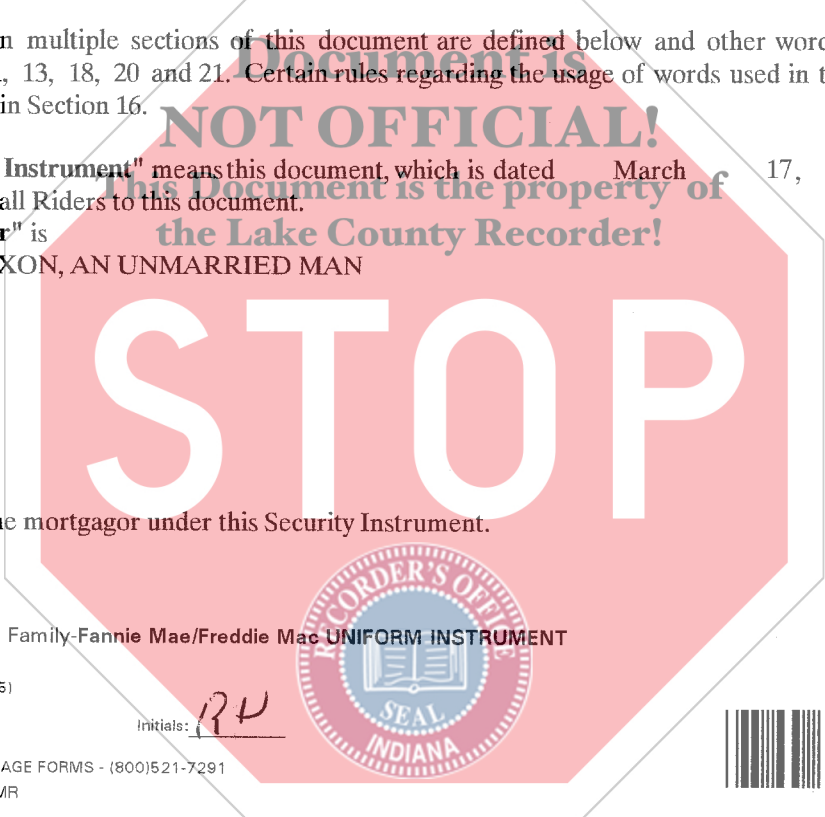 n multiple sections of this document are defined below and other word
, 13, 18, 20 and 21. Certain rules regarding the usage of words used in t
in Section 16.
Document is
NOT OFFICIAL!
This Document is the property of
the Lake County Recorder!
Instrument" means this document, which is dated March 17,
all Riders to this document.
r" is
XON, AN UNMARRIED MAN
STOP
e mortgagor under this Security Instrument.
RECORDER'S OFFICE
SEAL
INDIANA
Family-Fannie Mae/Freddie Mac UNIFORM INSTRUMENT
5)
Initials: RH
AGE FORMS - (800)521-7291
MR